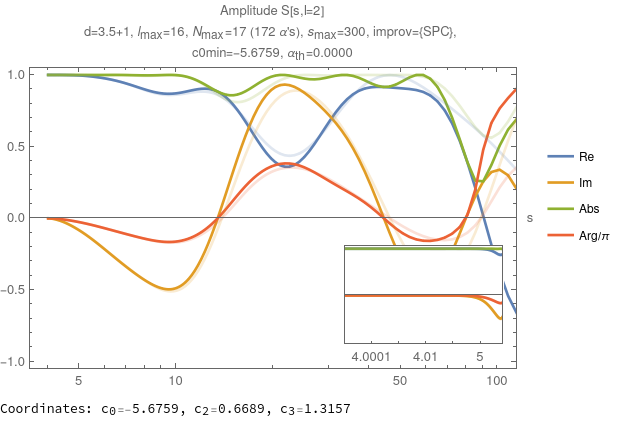 Amplitude S[s,l=2]
d=3.5+1, lmax=16, Nmax=17 (172 α's), smax=300, improv={SPC},
c0min=-5.6759, αth=0.0000
1.0
0.5
0.0
-0.5
-1.0
5
10
50
100
s
4.0001
4.01
5
Re
Im
Abs
Arg/π
Coordinates: c0=-5.6759, c2=0.6689, c3=1.3157